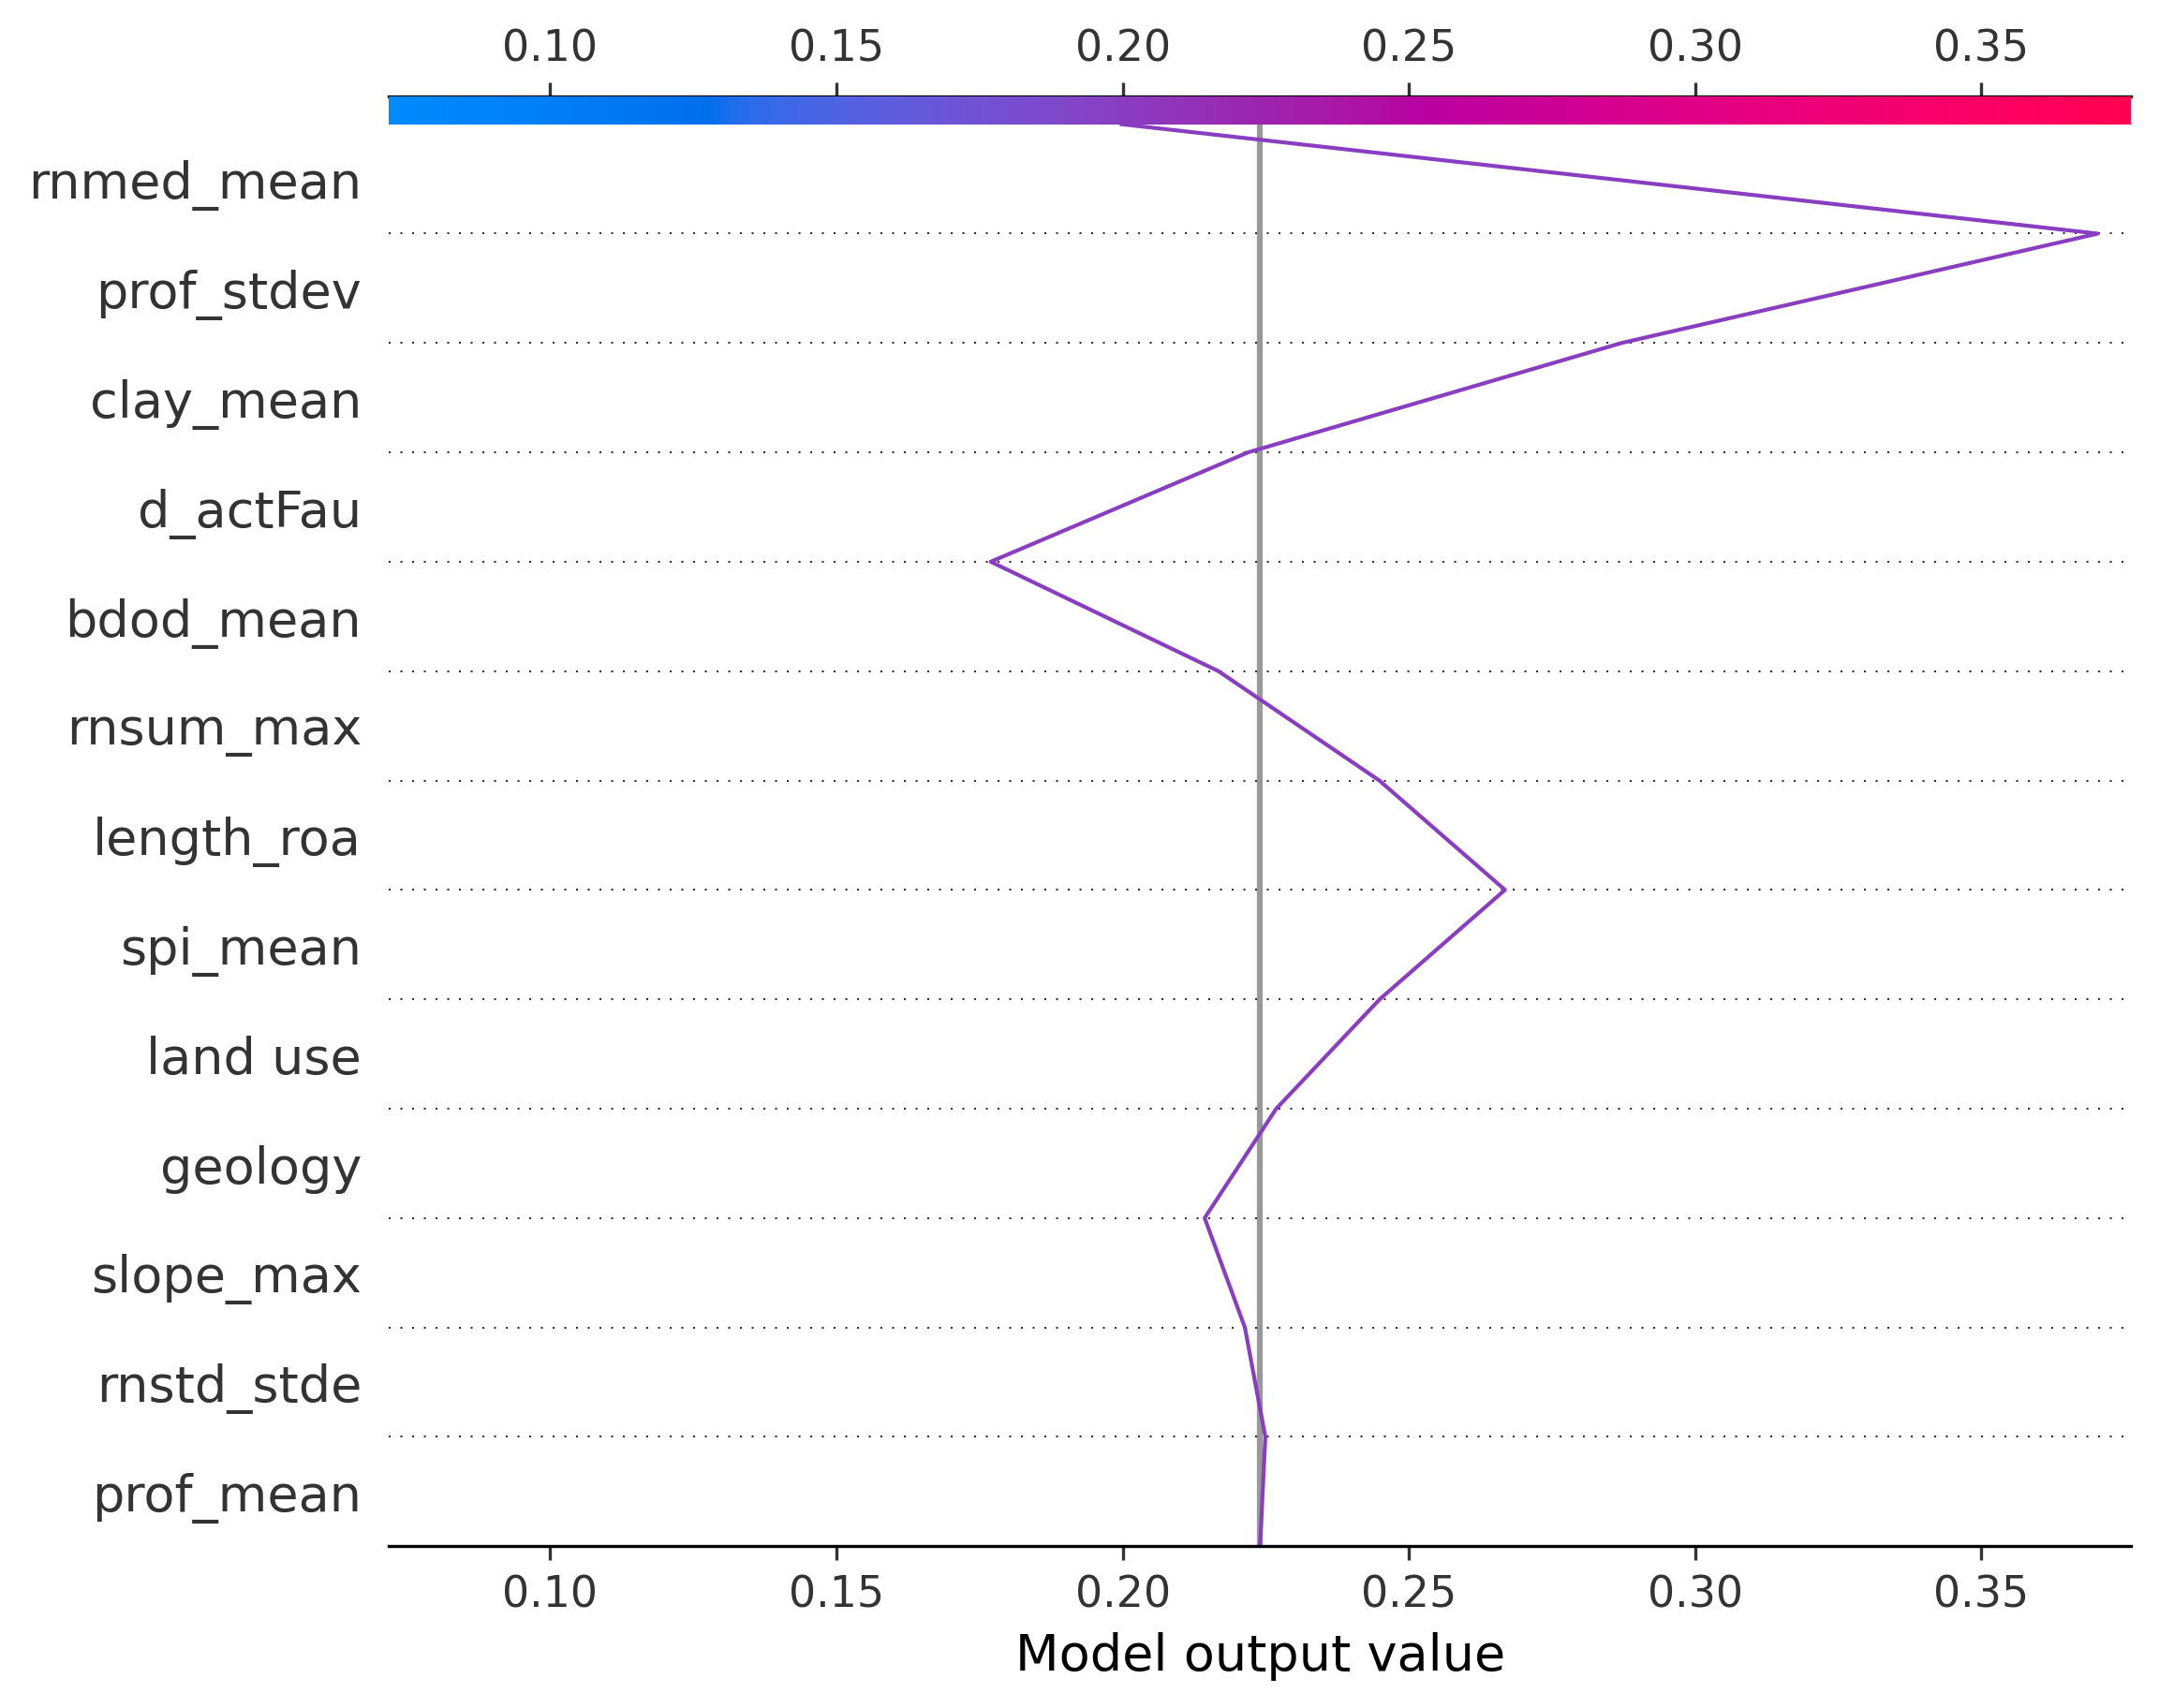 0.10 0.15 0.20 0.25 0.30 0.35
rnmed_mean
prof_stdev
clay_mean
d_actFau
bdod_mean
rnsum_max
length_roa
spi_mean
land use
geology
slope_max
rnstd_stde
prof_mean
0.10 0.15 0.20 0.25 0.30 0.35
Model output value